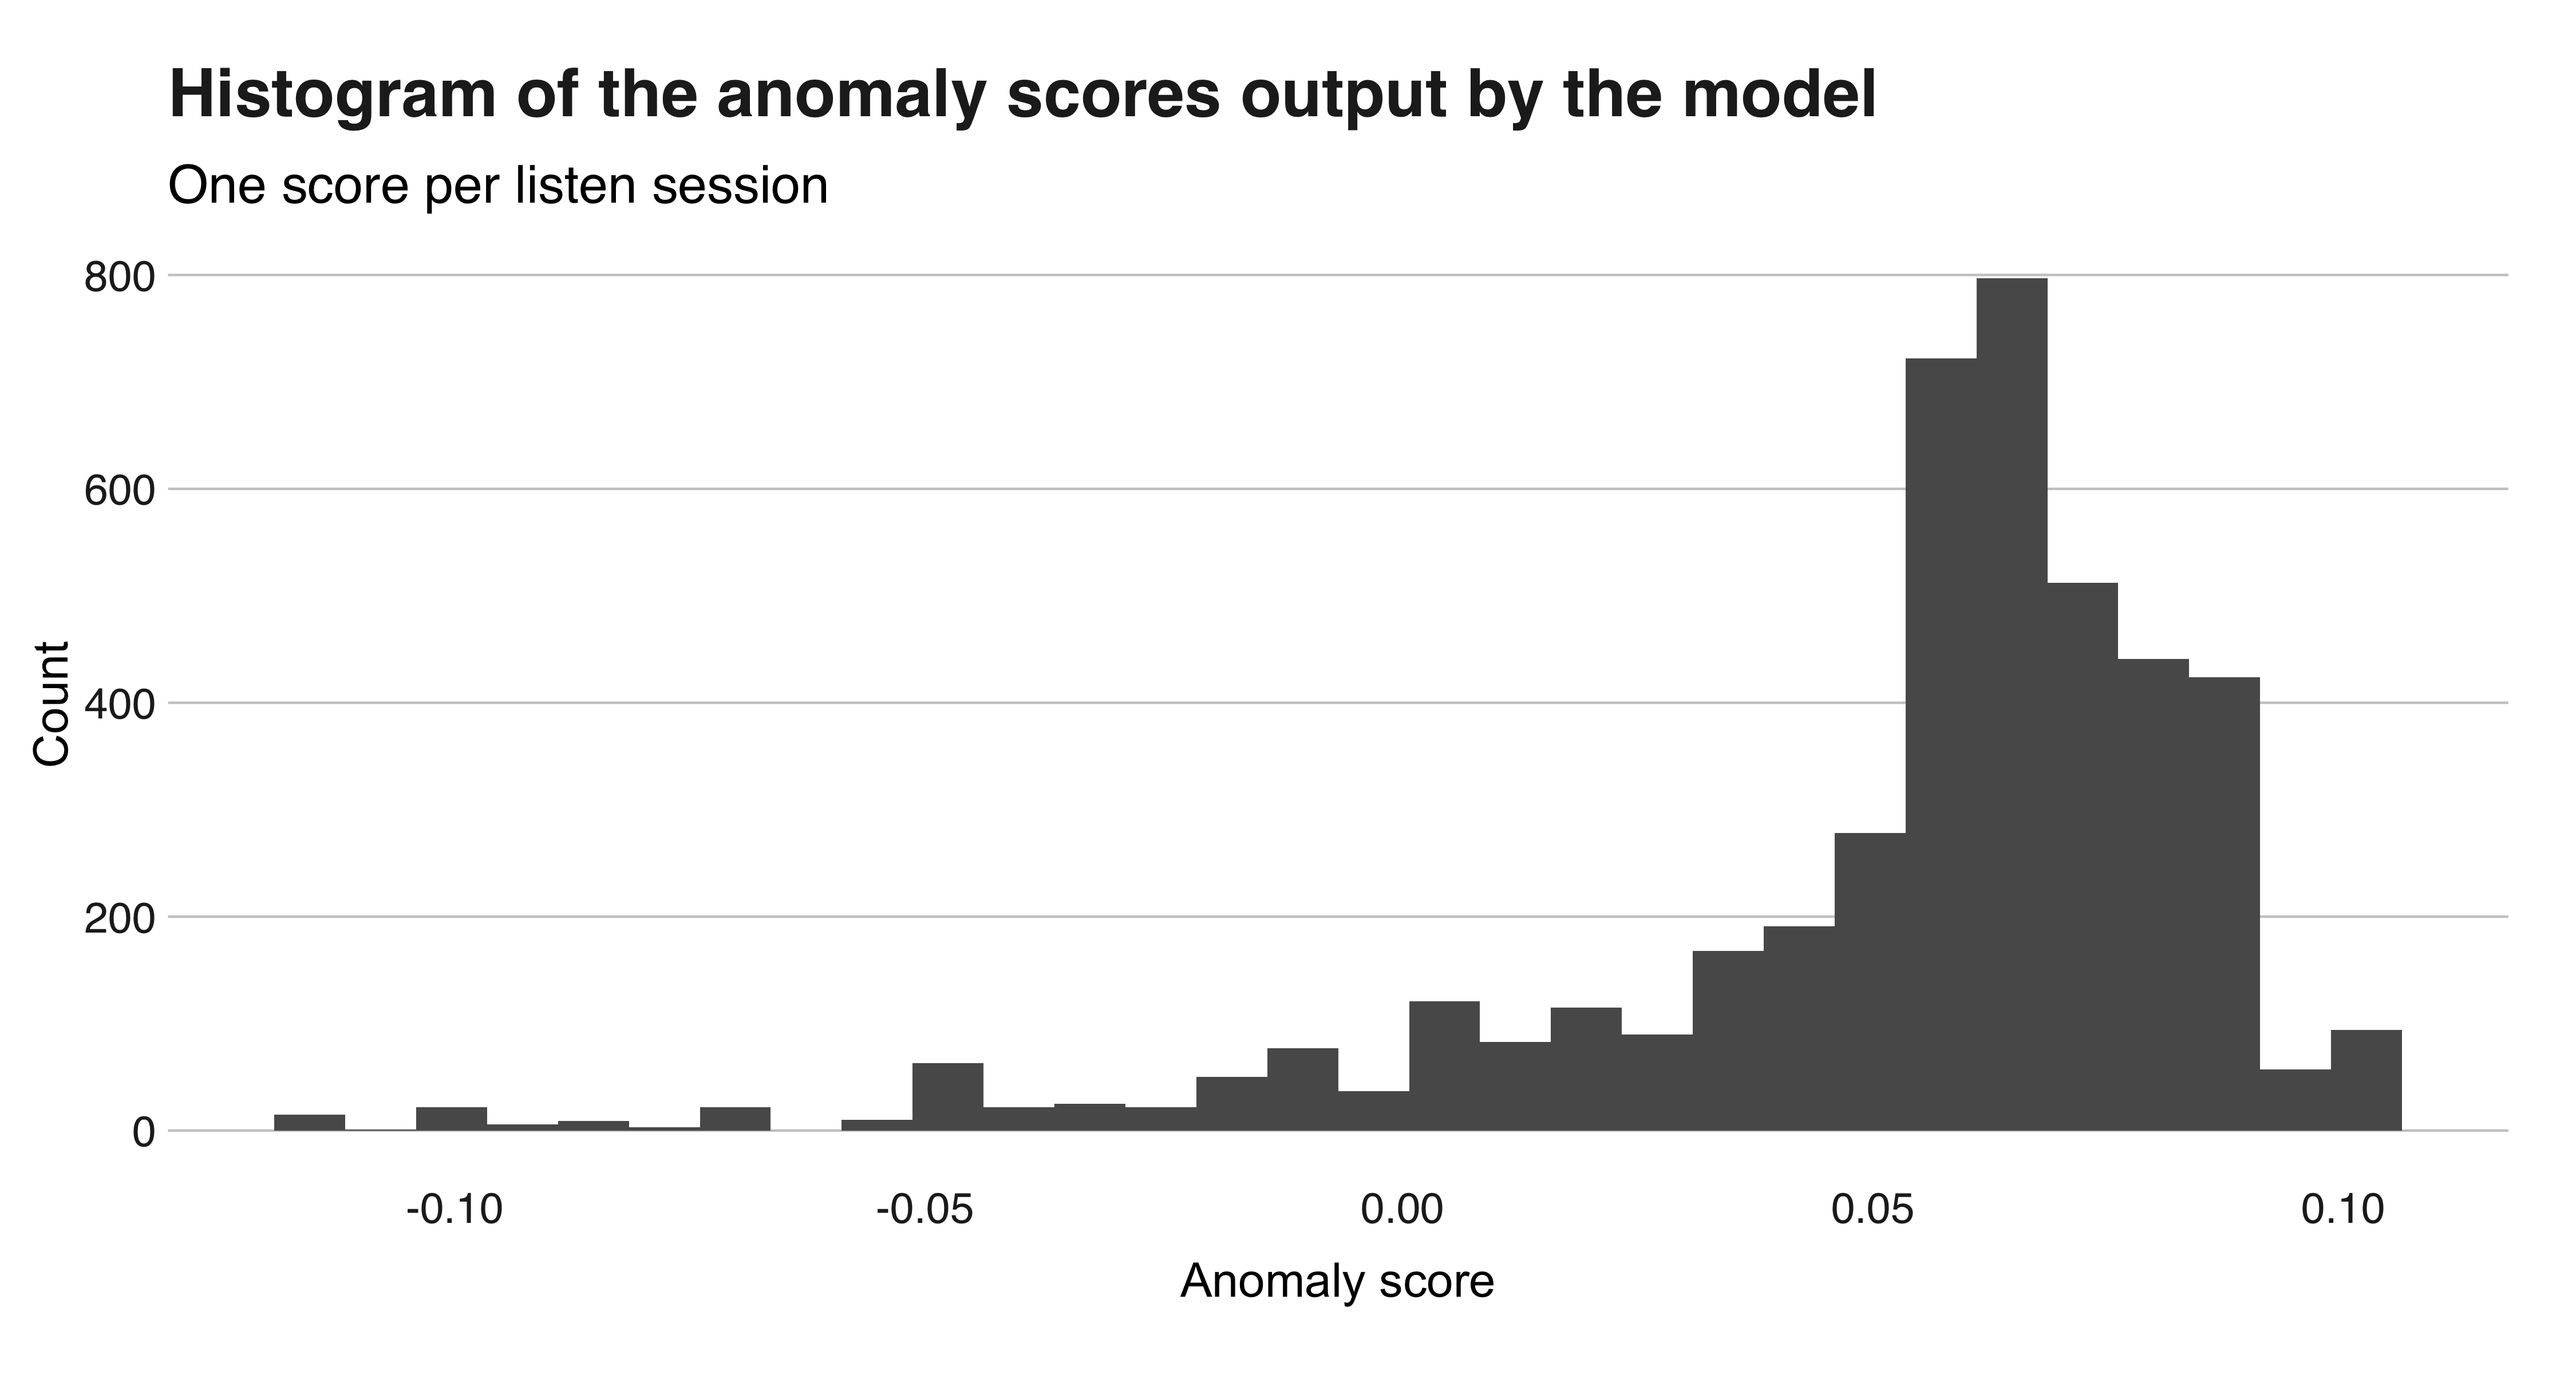 Histogram of the anomaly scores output by the model
One score per listen session
800
600
400
200
0
Count
-0.10
-0.05
0.00
0.05
0.10
Anomaly score